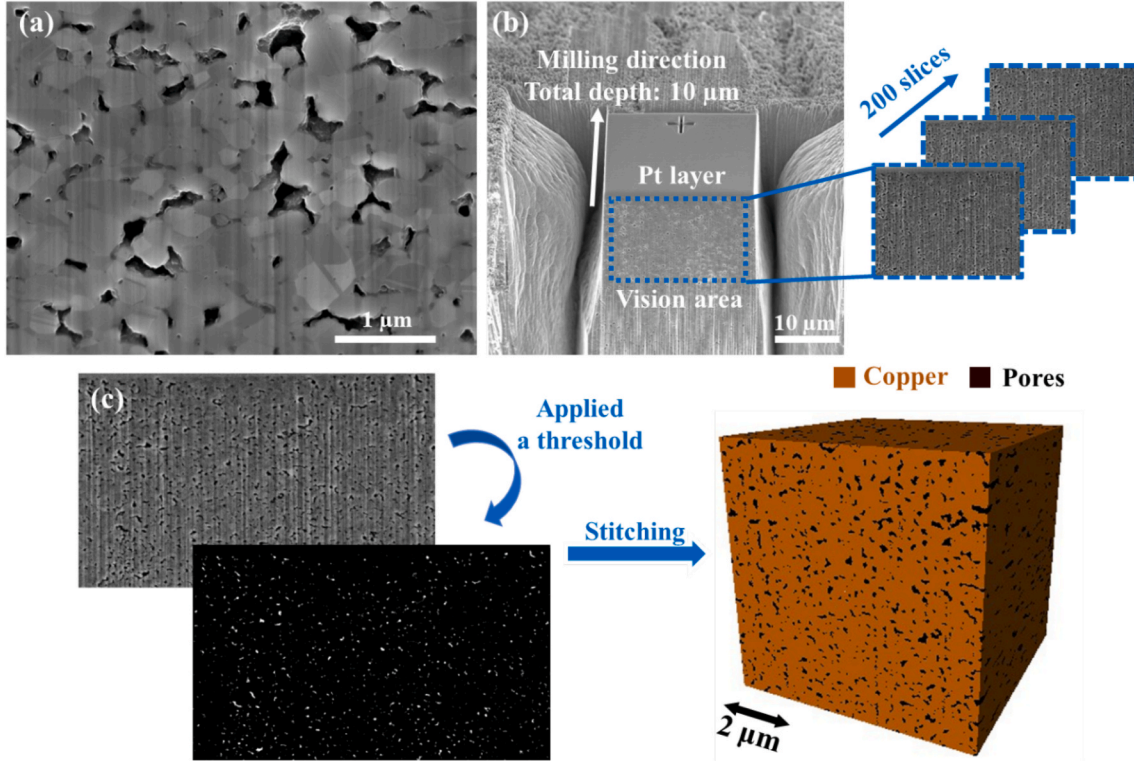 (a)
1 μm
(b)
Milling direction
Total depth: 10 μm
Pt layer
Vision area
10 μm
200 slices
(c)
Applied
a threshold
Stitching
Copper
Pores
2 μm